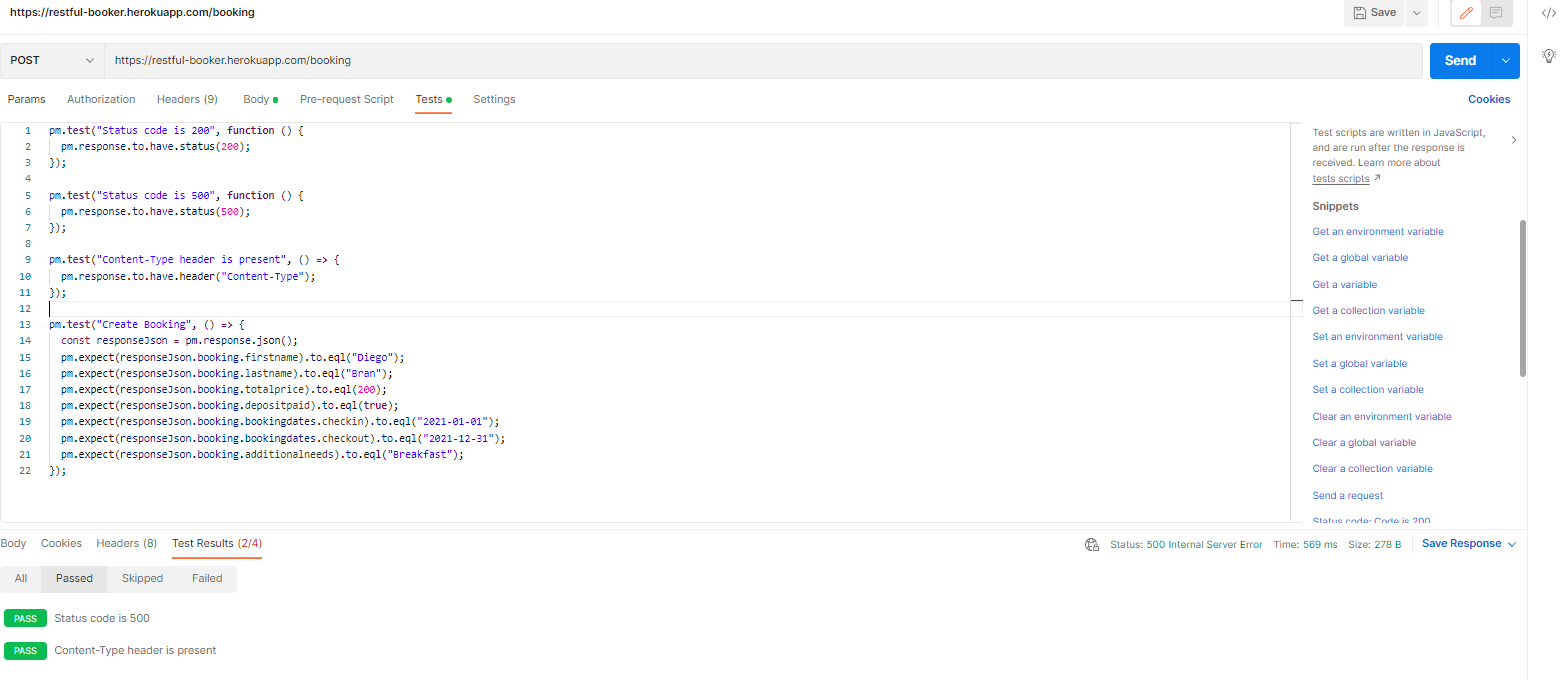 https://restful-booker.herokuapp.com/booking
Save
POST
https://restful-booker.herokuapp.com/booking
Send
Params Authorization Headers (9) Body Pre-request Script Tests Settings Cookies
1 pm.test("Status code is 200", function () {
2 pm.response.to.have.status(200);
3 });
4
5 pm.test("Status code is 500", function () {
6 pm.response.to.have.status(500);
7 });
8
9 pm.test("Content-Type header is present", () => {
10 pm.response.to.have.header("Content-Type");
11 });
12
13 pm.test("Create Booking", () => {
14 const responseJson = pm.response.json();
15 pm.expect(responseJson.booking.firstname).to.eql("Diego");
16 pm.expect(responseJson.booking.lastname).to.eql("Bran");
17 pm.expect(responseJson.booking.totalprice).to.eql(200);
18 pm.expect(responseJson.booking.depositpaid).to.eql(true);
19 pm.expect(responseJson.booking.bookingdates.checkin).to.eql("2021-01-01");
20 pm.expect(responseJson.booking.bookingdates.checkout).to.eql("2021-12-31");
21 pm.expect(responseJson.booking.additionalneeds).to.eql("Breakfast");
22 });
Test scripts are written in JavaScript,
and are run after the response is
received. Learn more about
tests scripts ↗
Snippets
Get an environment variable
Get a global variable
Get a variable
Get a collection variable
Set an environment variable
Set a global variable
Set a collection variable
Clear an environment variable
Clear a global variable
Clear a collection variable
Send a request
Status code: Code is 200
Body Cookies Headers (8) Test Results (2/4) Status: 500 Internal Server Error Time: 569 ms Size: 278 B Save Response
All Passed Skipped Failed
PASS Status code is 500
PASS Content-Type header is present